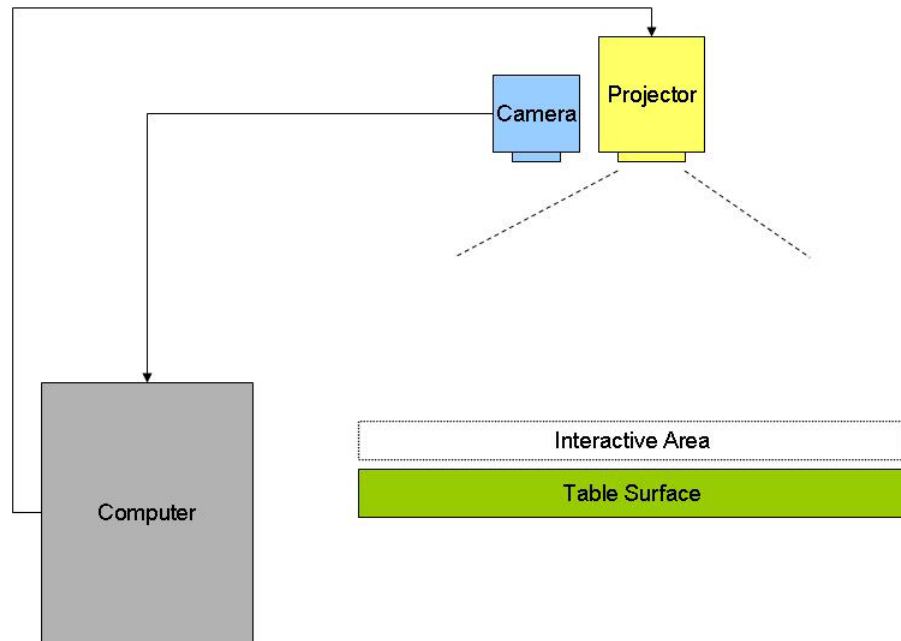 Projector
Camera
Interactive Area
Table Surface
Computer